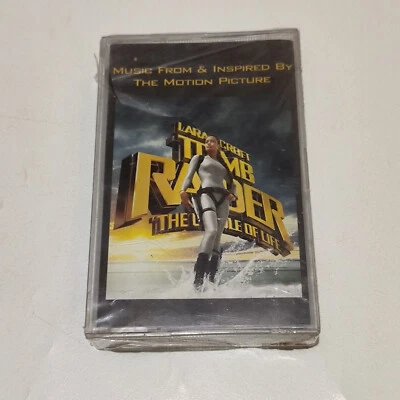 MUSIC FROM & INSPIRED BY
THE MOTION PICTURE
LARA CROFT
TOMB
RAIDER
THE CRADLE OF LIFE